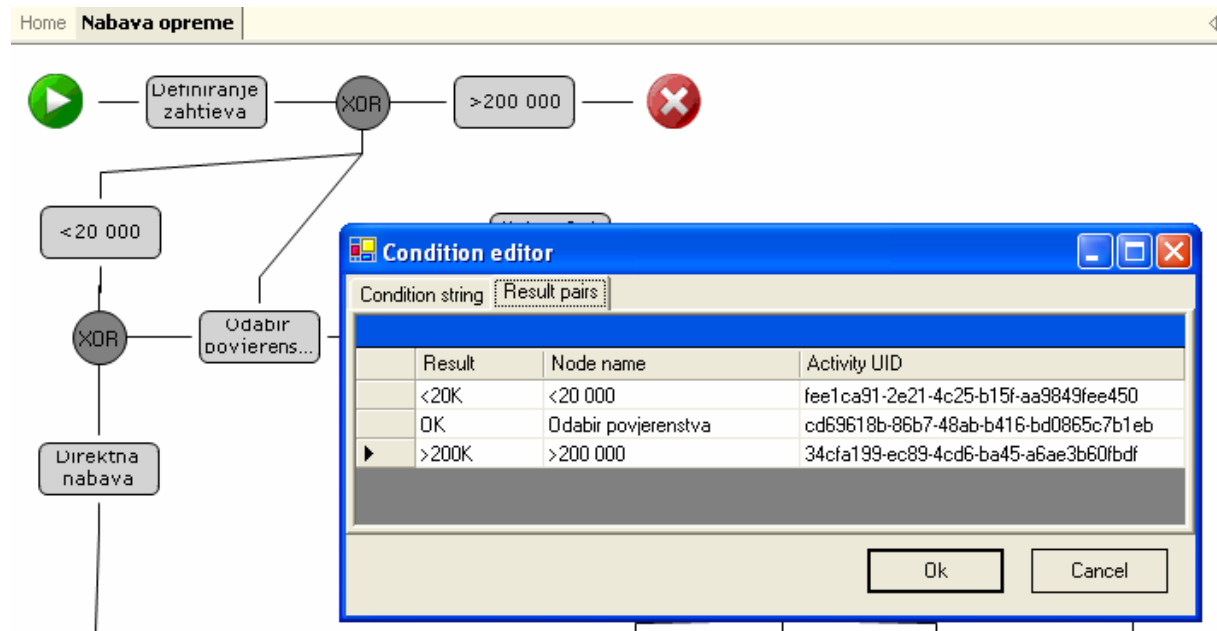 Home Nabava opreme
Definiranje
zahtjeva
XOR
>200 000
<20 000
XOR
Odabir
povjerens...
Direktna
nabava
Condition editor
Condition string Result pairs
Result Node name Activity UID
<20K <20 000 fee1ca91-2e21-4c25-b15f-aa9849fee450
OK Odabir povjerenstva cd69618b-86b7-48ab-b416-bd0865c7b1eb
>200K >200 000 34cfa199-ec89-4cd6-ba45-a6ae3b60fbdf
Ok Cancel